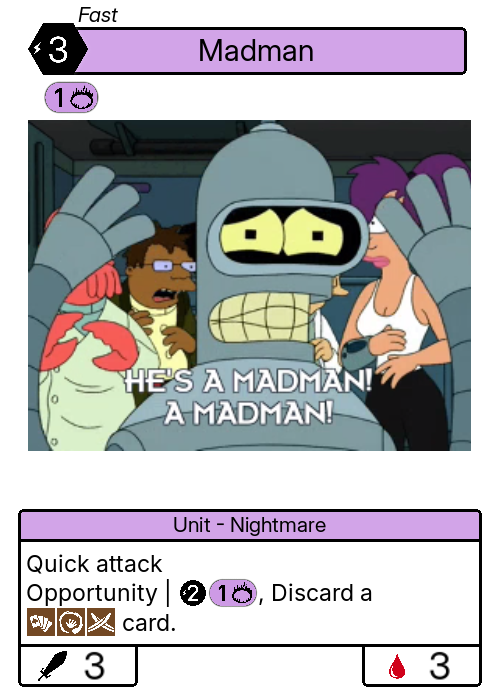 Fast
3
Madman
1
HE'S A MADMAN!
A MADMAN!
Unit - Nightmare
Quick attack
Opportunity | 2 1, Discard a
card.
3
3